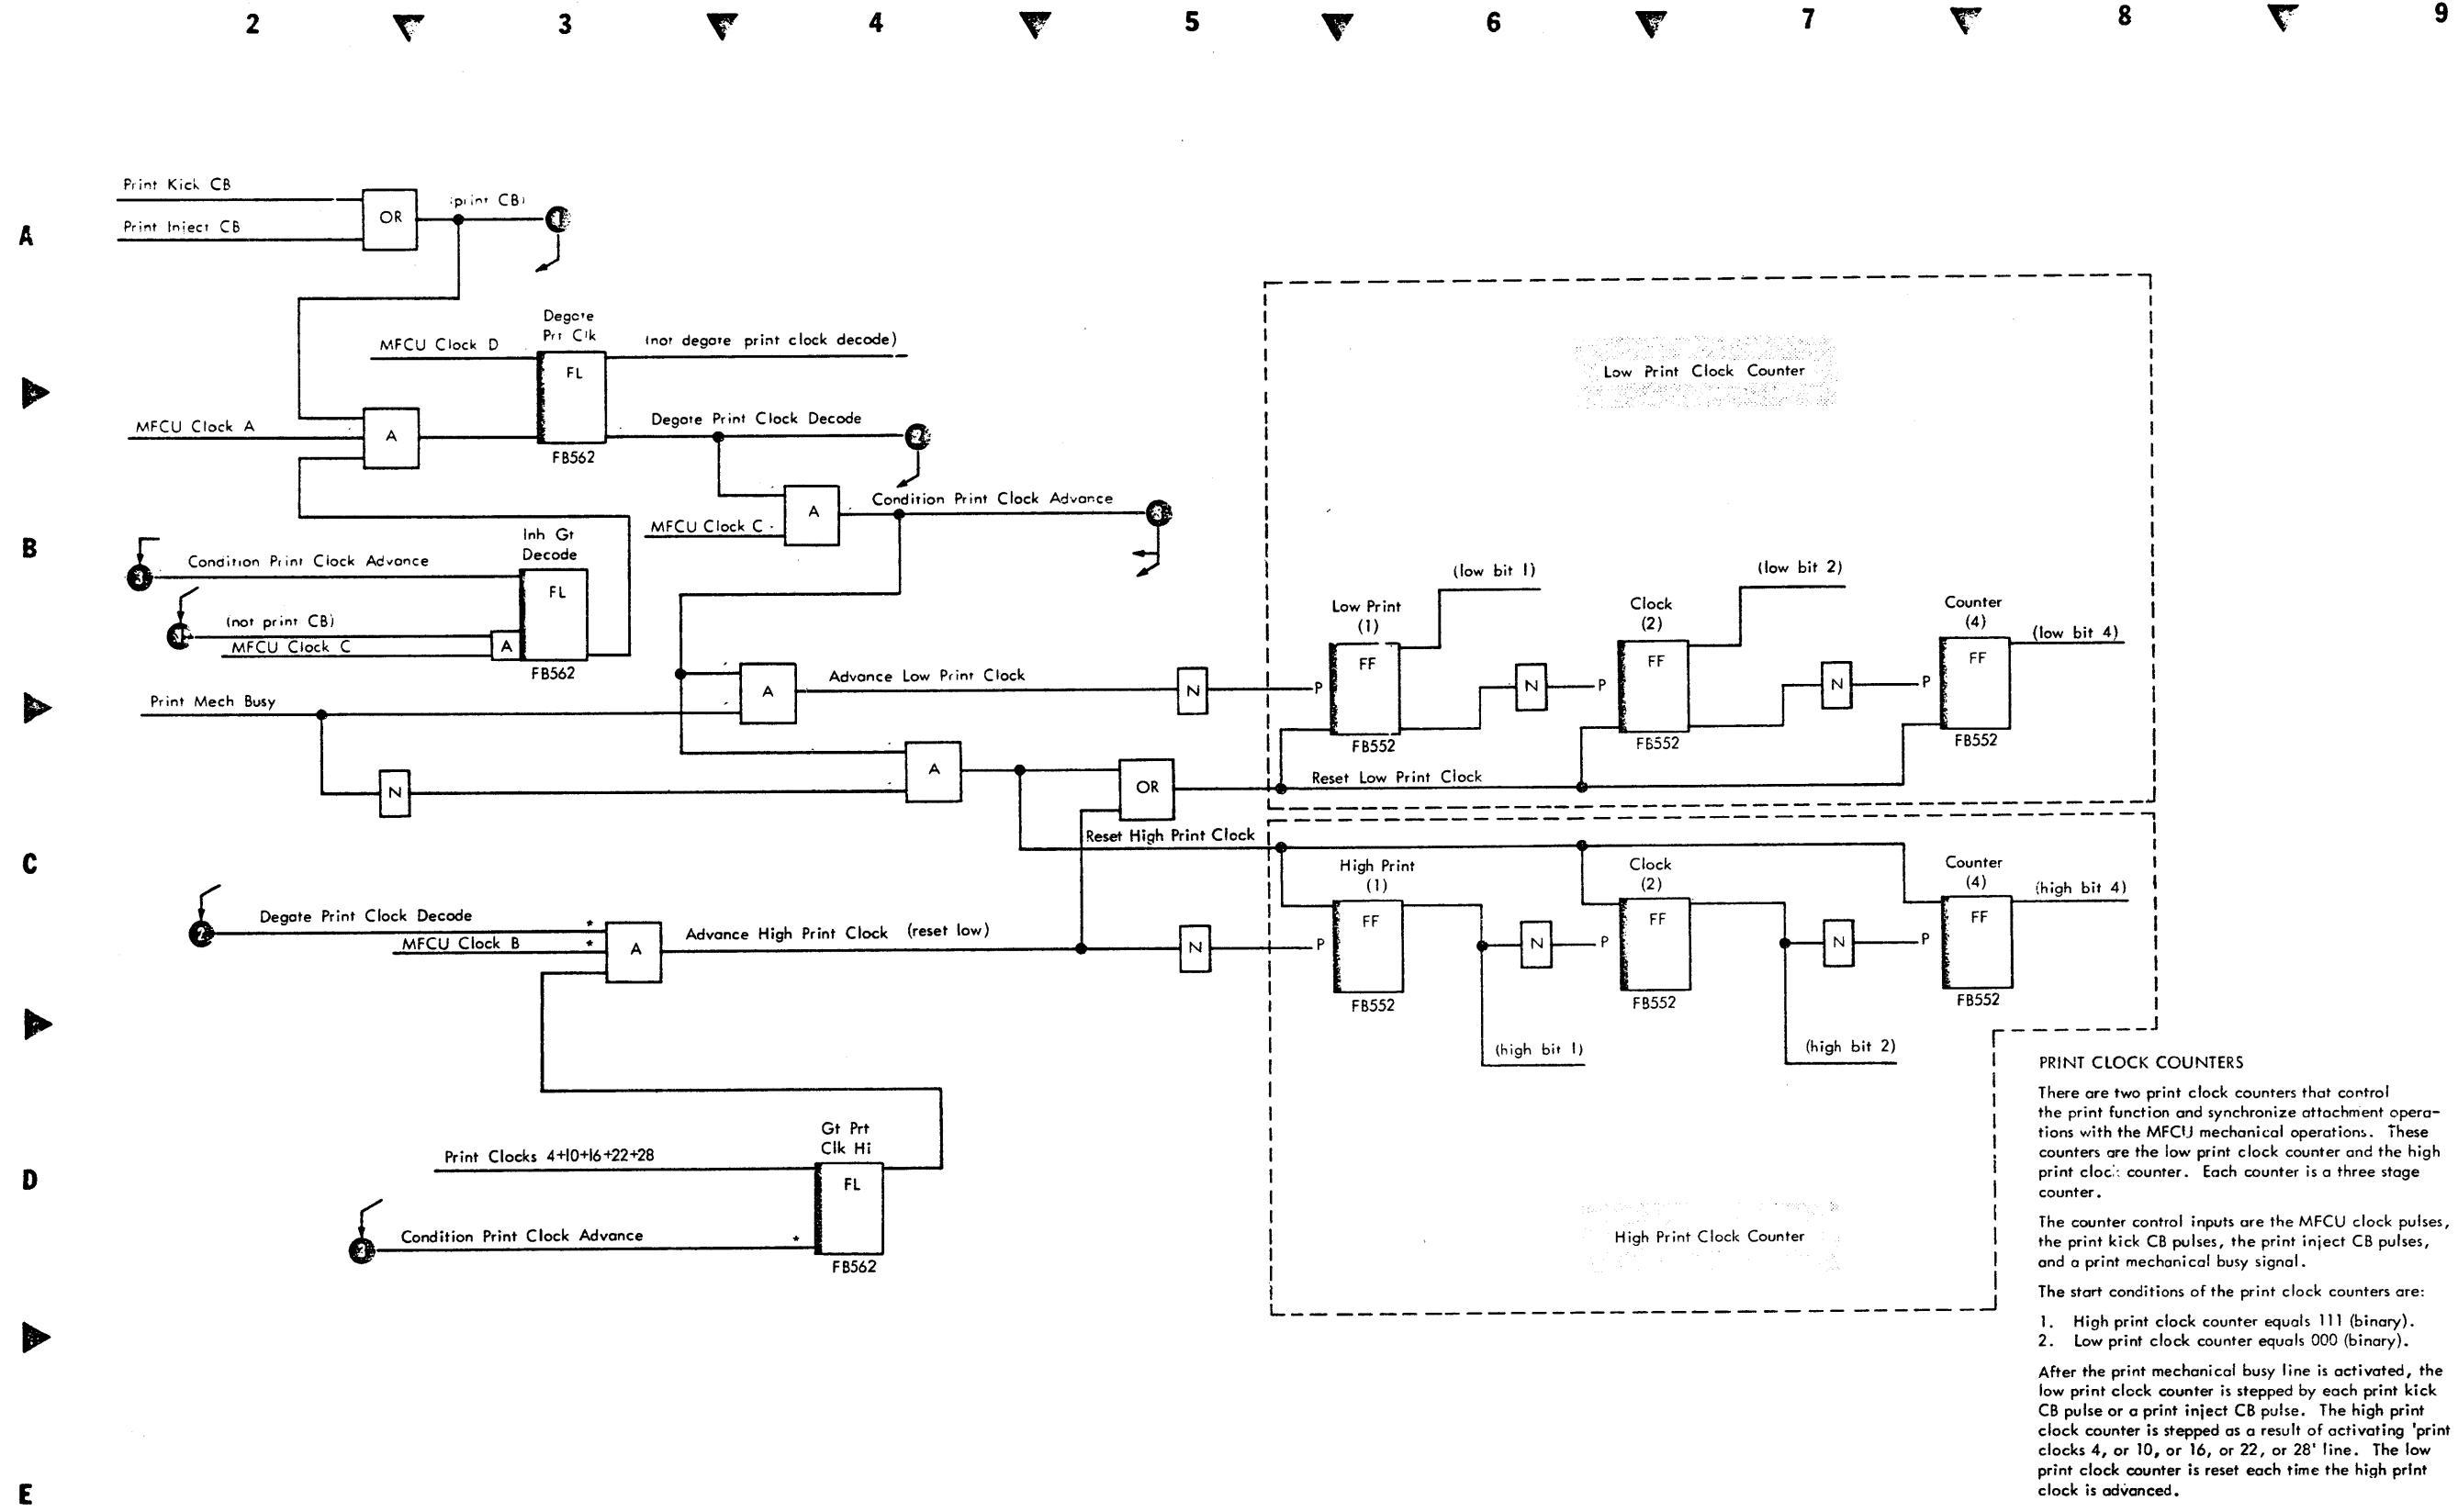 2 3 4 5 6 7 8 9
A
Print Kick CB
Print Inject CB
OR
(print CB)
1
Degate
Prt Clk
MFCU Clock D
FL
(not degate print clock decode)
MFCU Clock A
A
FB562
Degate Print Clock Decode
2
A
MFCU Clock C
Condition Print Clock Advance
3
B
3
Condition Print Clock Advance
Inh Gt
Decode
FL
1
(not print CB)
MFCU Clock C
A
FB562
Print Mech Busy
N
A
Advance Low Print Clock
N
A
OR
Low Print Clock Counter
Low Print
(1)
P
FF
FB552
(low bit 1)
N
Clock
(2)
P
FF
FB552
(low bit 2)
N
Counter
(4)
P
FF
FB552
(low bit 4)
Reset Low Print Clock
C
Reset High Print Clock
2
Degate Print Clock Decode *
MFCU Clock B *
A
Advance High Print Clock (reset low)
N
High Print
(1)
P
FF
FB552
(high bit 1)
N
Clock
(2)
P
FF
FB552
(high bit 2)
N
Counter
(4)
P
FF
FB552
(high bit 4)
D
Print Clocks 4+10+16+22+28
Gt Prt
Clk Hi
FL
Condition Print Clock Advance *
FB562
High Print Clock Counter
PRINT CLOCK COUNTERS
There are two print clock counters that control
the print function and synchronize attachment opera-
tions with the MFCU mechanical operations. These
counters are the low print clock counter and the high
print clock counter. Each counter is a three stage
counter.
The counter control inputs are the MFCU clock pulses,
the print kick CB pulses, the print inject CB pulses,
and a print mechanical busy signal.
The start conditions of the print clock counters are:
1. High print clock counter equals 111 (binary).
2. Low print clock counter equals 000 (binary).
After the print mechanical busy line is activated, the
low print clock counter is stepped by each print kick
CB pulse or a print inject CB pulse. The high print
clock counter is stepped as a result of activating 'print
clocks 4, or 10, or 16, or 22, or 28' line. The low
print clock counter is reset each time the high print
clock is advanced.
E